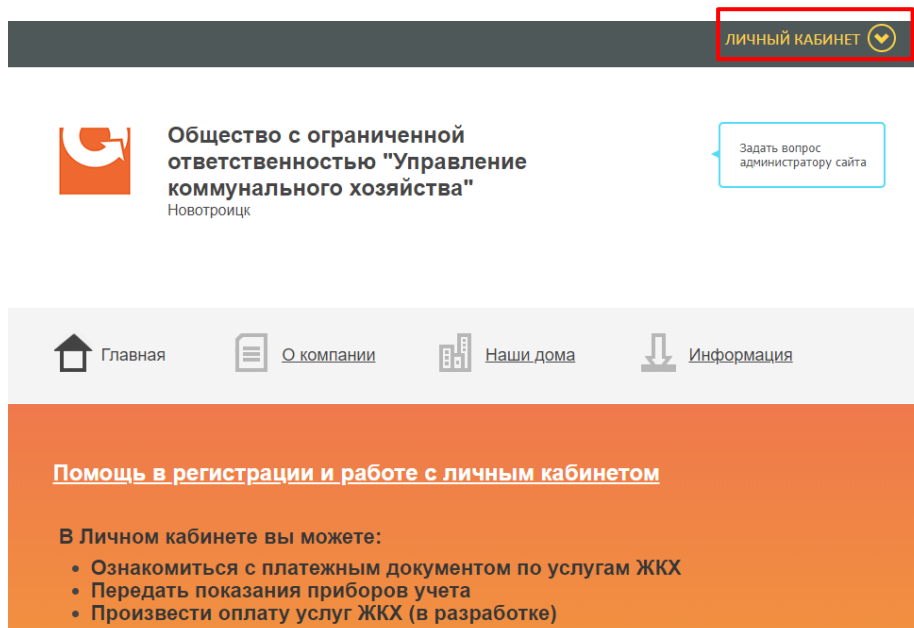 ЛИЧНЫЙ КАБИНЕТ
Общество с ограниченной
ответственностью "Управление
коммунального хозяйства"
Новотроицк
Задать вопрос
администратору сайта
Главная
О компании
Наши дома
Информация
Помощь в регистрации и работе с личным кабинетом
В Личном кабинете вы можете:
• Ознакомиться с платежным документом по услугам ЖКХ
• Передать показания приборов учета
• Произвести оплату услуг ЖКХ (в разработке)